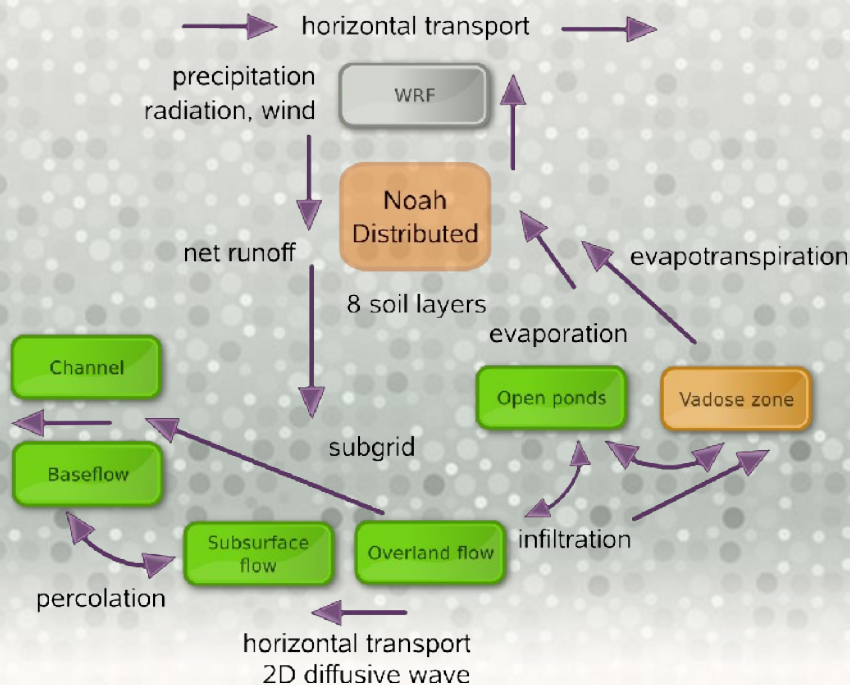 horizontal transport
precipitation
radiation, wind
WRF
Noah
Distributed
net runoff
evapotranspiration
8 soil layers
evaporation
Channel
Open ponds
Vadose zone
subgrid
Baseflow
Subsurface
flow
Overland flow
infiltration
percolation
horizontal transport
2D diffusive wave